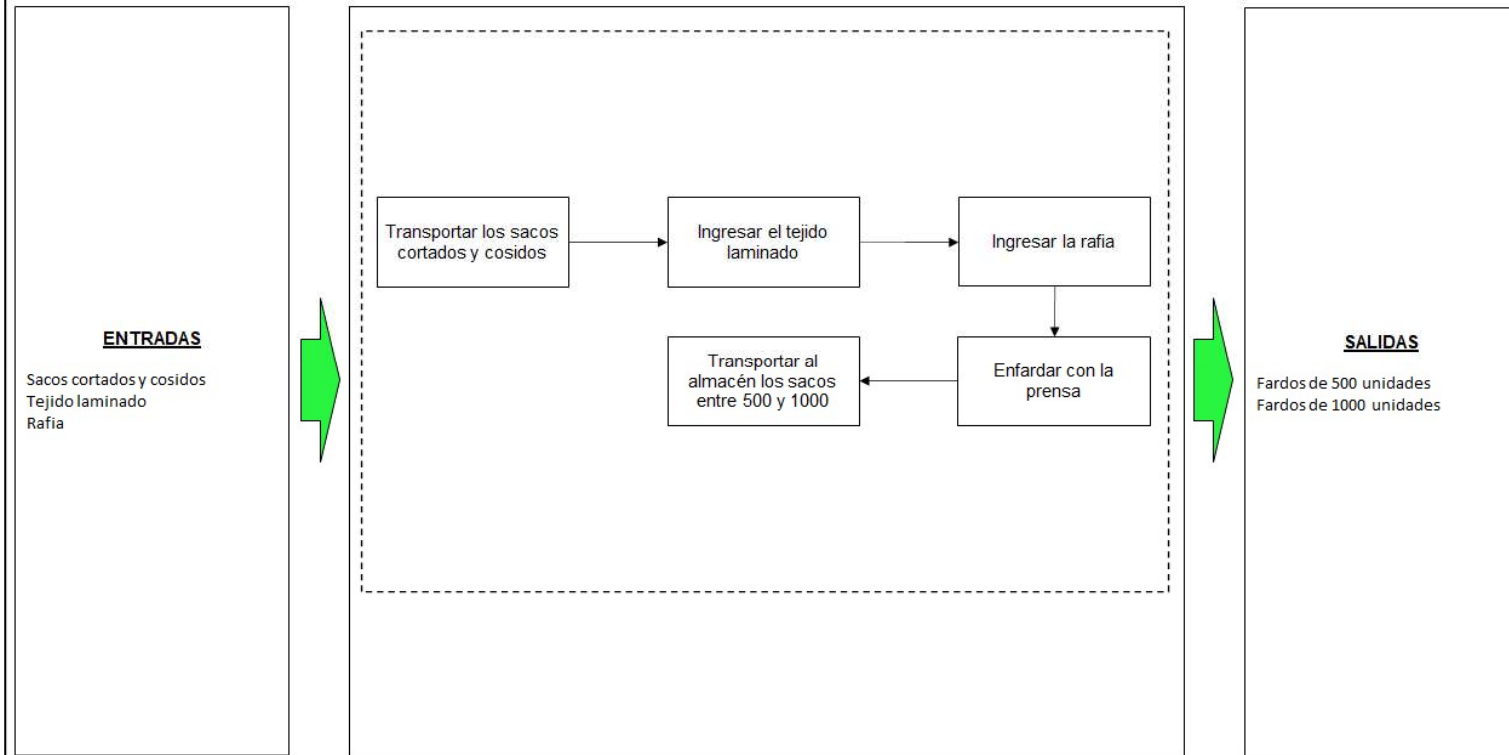 ENTRADAS
Sacos cortados y cosidos
Tejido laminado
Rafia
Transportar los sacos
cortados y cosidos
Ingresar el tejido
laminado
Ingresar la rafia
Enfardar con la
prensa
Transportar al
almacén los sacos
entre 500 y 1000
SALIDAS
Fardos de 500 unidades
Fardos de 1000 unidades